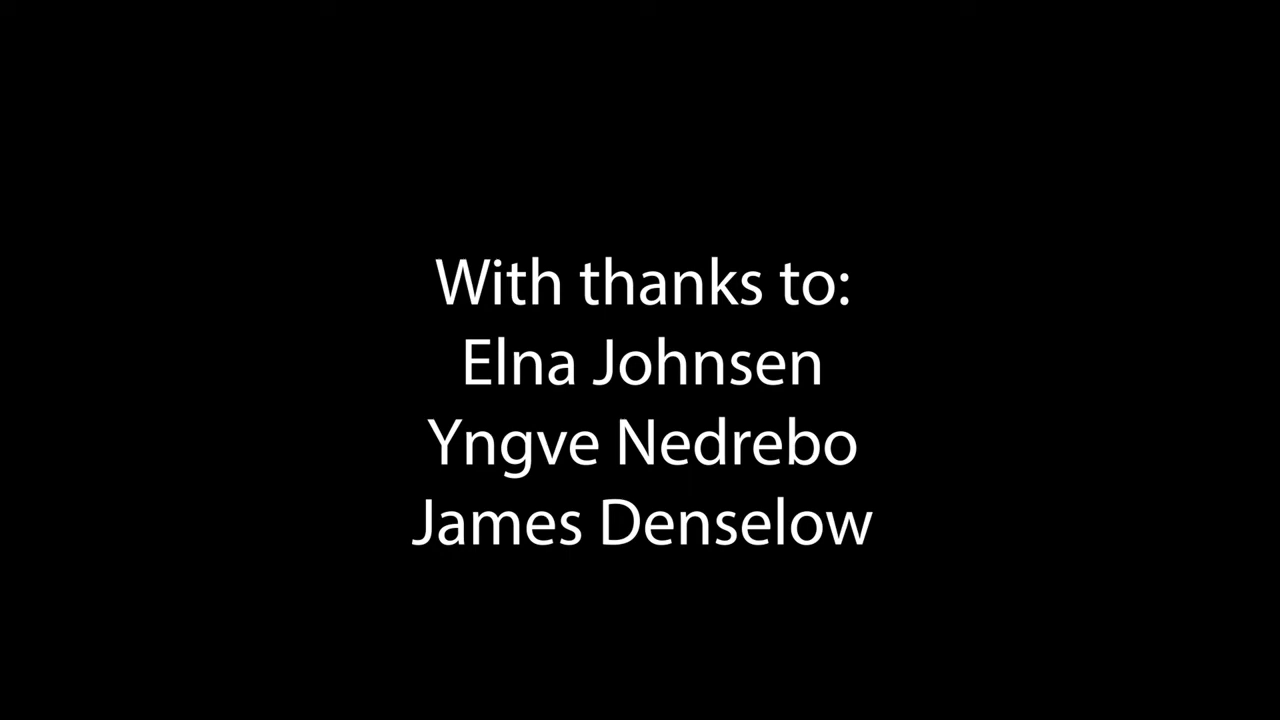 With thanks to:
Elna Johnsen
Yngve Nedrebo
James Denselow